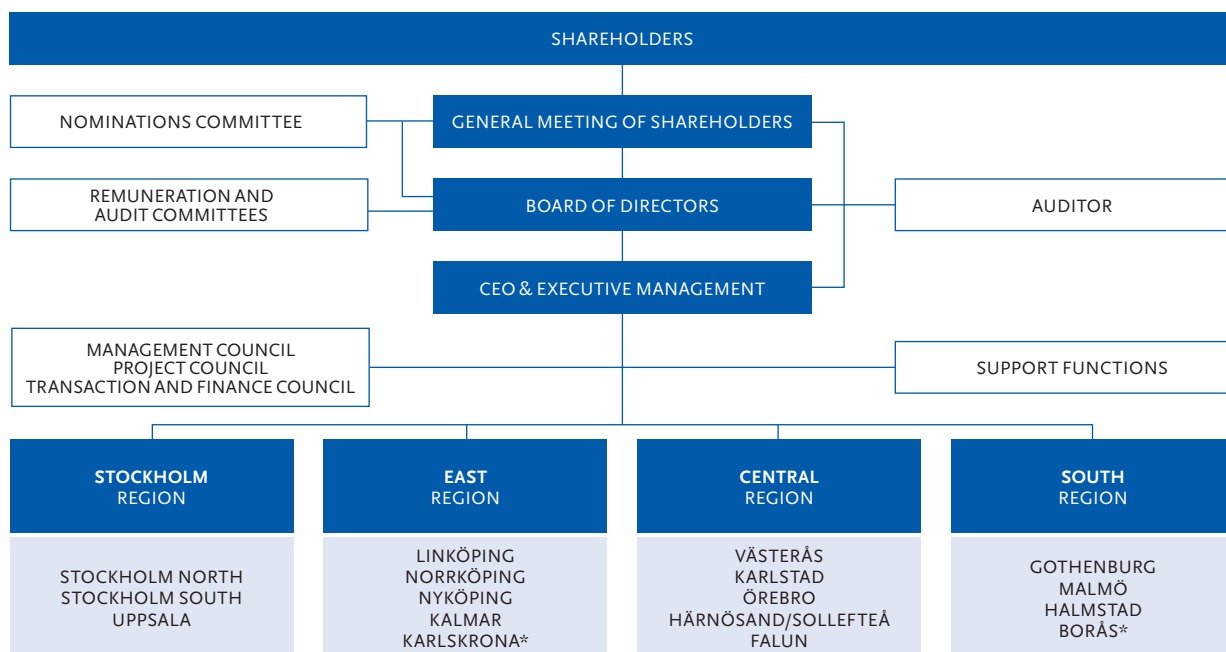 SHAREHOLDERS
NOMINATIONS COMMITTEE
GENERAL MEETING OF SHAREHOLDERS
REMUNERATION AND
AUDIT COMMITTEES
BOARD OF DIRECTORS
AUDITOR
CEO & EXECUTIVE MANAGEMENT
MANAGEMENT COUNCIL
PROJECT COUNCIL
TRANSACTION AND FINANCE COUNCIL
SUPPORT FUNCTIONS
STOCKHOLM
REGION
STOCKHOLM NORTH
STOCKHOLM SOUTH
UPPSALA
EAST
REGION
LINKÖPING
NORRKÖPING
NYKÖPING
KALMAR
KARLSKRONA*
CENTRAL
REGION
VÄSTERÅS
KARLSTAD
ÖREBRO
HÄRNÖSAND/SOLLEFTEÅ
FALUN
SOUTH
REGION
GOTHENBURG
MALMÖ
HALMSTAD
BORÅS*